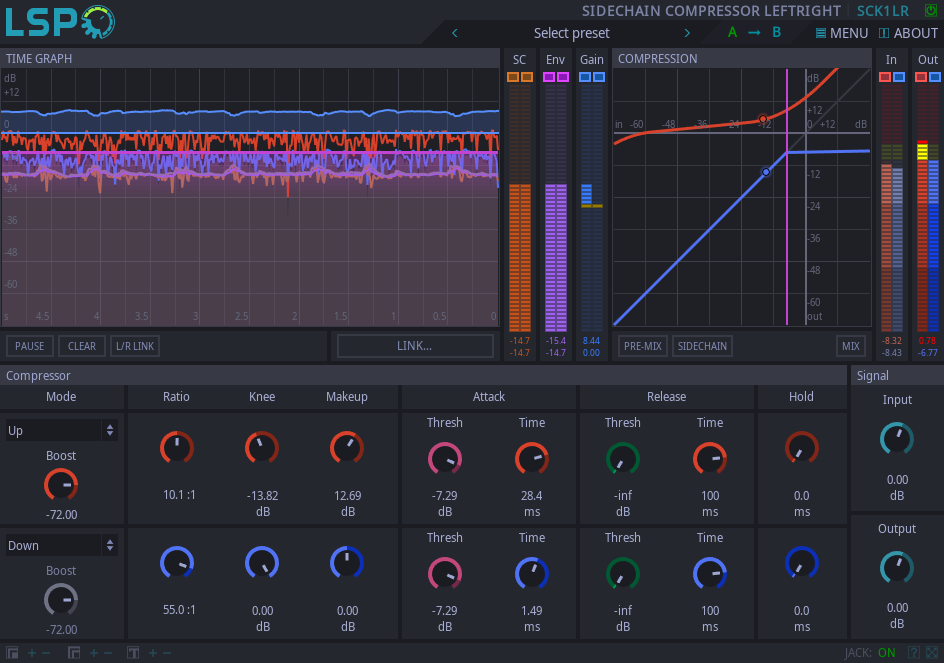 LSP
SIDECHAIN COMPRESSOR LEFTRIGHT SCK1LR
Select preset A B MENU ABOUT
TIME GRAPH SC Env Gain COMPRESSION In Out
dB
+12
0
-24
-36
-48
-60
s 4.5 4 3.5 3 2.5 2 1.5 1 0.5 0
dB
+12
in -60 -48 -36 -24 -12 0 +12 dB
-12
-24
-36
-48
-60
out
-14.7 -15.4 8.44 -8.32 0.78
-14.7 -14.7 0.00 -8.43 -6.77
PAUSE CLEAR L/R LINK LINK... PRE-MIX SIDECHAIN MIX
Compressor Signal
Mode Ratio Knee Makeup Attack Release Hold Input
Thresh Time Thresh Time
Up
Boost
10.1 :1 -13.82 12.69 -7.29 28.4 -inf 100 0.0
dB dB dB ms dB ms ms
-72.00
0.00
dB
Output
Thresh Time Thresh Time
Down
Boost
55.0 :1 0.00 0.00 -7.29 1.49 -inf 100 0.0
dB dB dB ms dB ms ms
-72.00
0.00
dB
JACK: ON ?